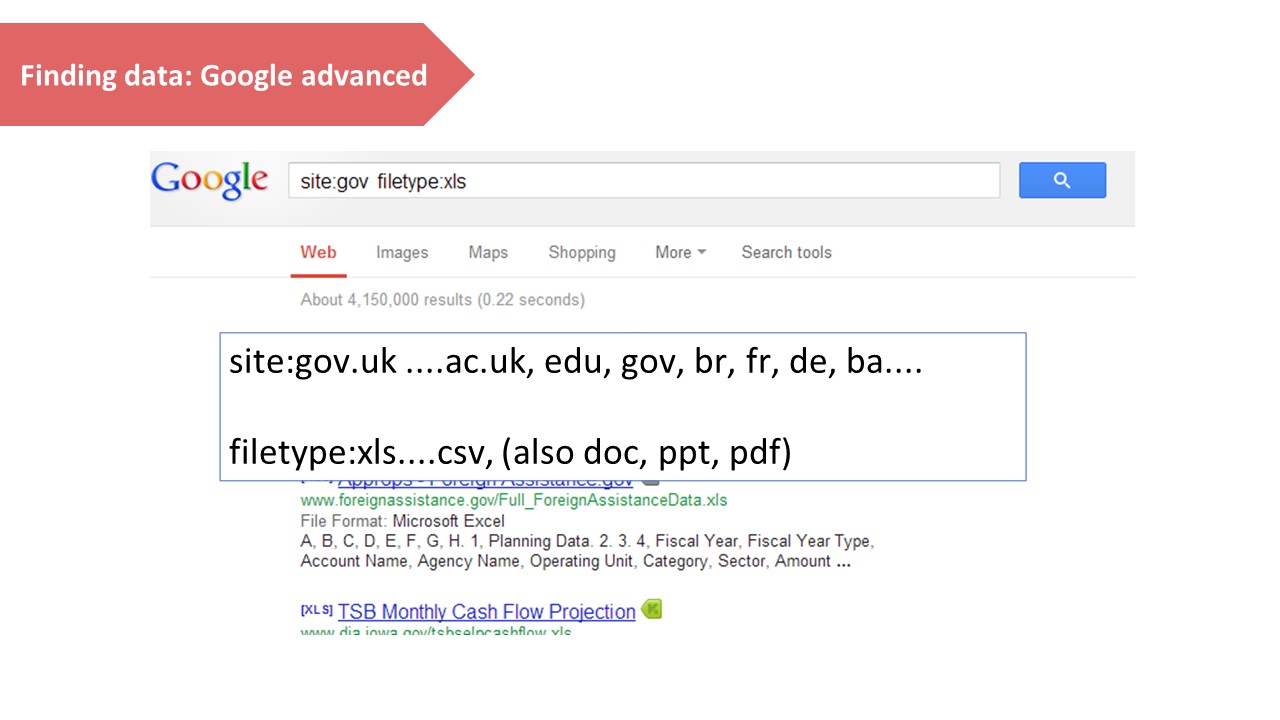 Finding data: Google advanced
Google
site:gov filetype:xls
Web Images Maps Shopping More Search tools
About 4,150,000 results (0.22 seconds)
site:gov.uk ....ac.uk, edu, gov, br, fr, de, ba....
filetype:xls....csv, (also doc, ppt, pdf)
Approps - Foreign Assistance.gov
www.foreignassistance.gov/Full_ForeignAssistanceData.xls
File Format: Microsoft Excel
A, B, C, D, E, F, G, H. 1, Planning Data. 2. 3. 4, Fiscal Year, Fiscal Year Type,
Account Name, Agency Name, Operating Unit, Category, Sector, Amount ...
[XLS] TSB Monthly Cash Flow Projection
www.dia.iowa.gov/tsbselpcashflow.xls